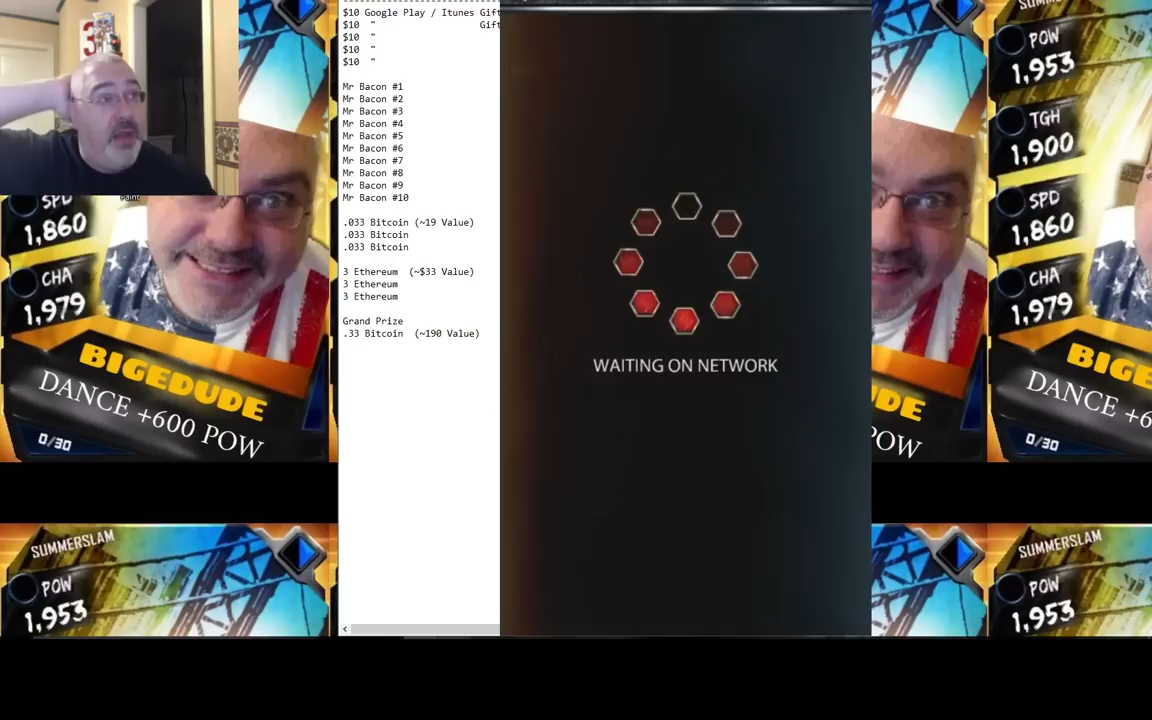 $10 Google Play / Itunes Gift
$10 " Gift
$10 "
$10 "
$10 "
Mr Bacon #1
Mr Bacon #2
Mr Bacon #3
Mr Bacon #4
Mr Bacon #5
Mr Bacon #6
Mr Bacon #7
Mr Bacon #8
Mr Bacon #9
Mr Bacon #10
.033 Bitcoin (~19 Value)
.033 Bitcoin
.033 Bitcoin
3 Ethereum (~$33 Value)
3 Ethereum
3 Ethereum
Grand Prize
.33 Bitcoin (~190 Value)
WAITING ON NETWORK
3
Paint
SPD
1,860
CHA
1,979
BIGEDUDE
DANCE +600 POW
0/30
SUMMERSLAM
POW
1,953
UDE
POW
POW
1,953
TGH
1,900
SPD
1,860
CHA
1,979
BIGE
DANCE +6
0/30
SUMMERSLAM
POW
1,953